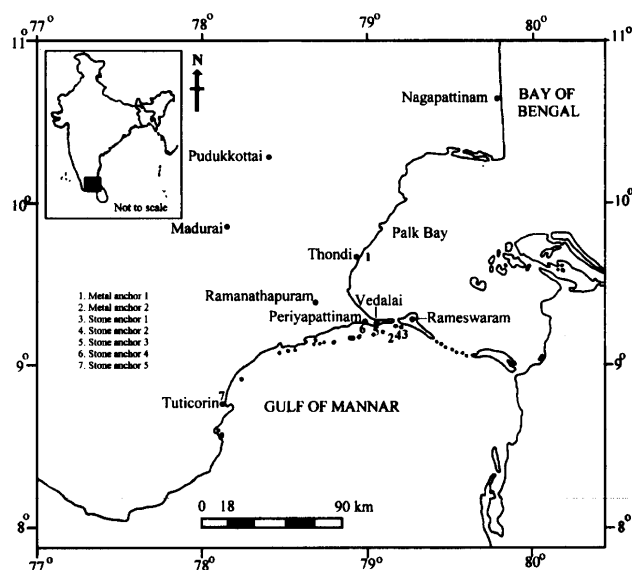 77° 78° 79° 80°
11° 11°
N
BAY OF
BENGAL
Nagapattinam
Pudukkottai
Not to scale
10° 10°
Madurai
Palk Bay
Thondi 1
1. Metal anchor 1
2. Metal anchor 2
3. Stone anchor 1
4. Stone anchor 2
5. Stone anchor 3
6. Stone anchor 4
7. Stone anchor 5
Ramanathapuram
Vedalai
Periyapattinam
Rameswaram
6 2 4 3
9° 9°
7
Tuticorin
GULF OF MANNAR
0 18 90 km
8° 8°
77° 78° 79° 80°